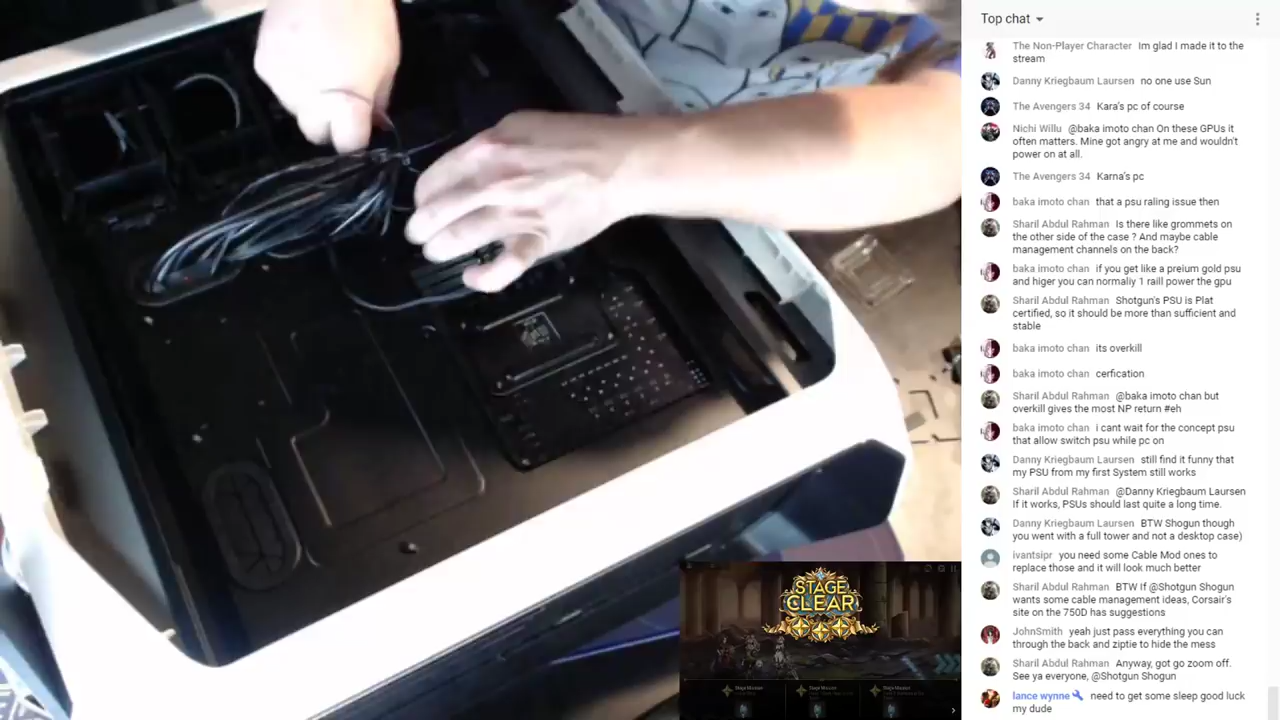 Top chat
The Non-Player Character Im glad I made it to the
stream
Danny Kriegbaum Laursen no one use Sun
The Avengers 34 Kara's pc of course
Nichi Willu @baka imoto chan On these GPUs it
often matters. Mine got angry at me and wouldn't
power on at all.
The Avengers 34 Karna's pc
baka imoto chan that a psu raling issue then
Sharil Abdul Rahman Is there like grommets on
the other side of the case ? And maybe cable
management channels on the back?
baka imoto chan if you get like a preium gold psu
and higer you can normaliy 1 raill power the gpu
Sharil Abdul Rahman Shotgun's PSU is Plat
certified, so it should be more than sufficient and
stable
baka imoto chan its overkill
baka imoto chan cerfication
Sharil Abdul Rahman @baka imoto chan but
overkill gives the most NP return #eh
baka imoto chan i cant wait for the concept psu
that allow switch psu while pc on
Danny Kriegbaum Laursen still find it funny that
my PSU from my first System still works
Sharil Abdul Rahman @Danny Kriegbaum Laursen
If it works, PSUs should last quite a long time.
Danny Kriegbaum Laursen BTW Shogun though
you went with a full tower and not a desktop case)
ivantsipr you need some Cable Mod ones to
replace those and it will look much better
Sharil Abdul Rahman BTW If @Shotgun Shogun
wants some cable management ideas, Corsair's
site on the 750D has suggestions
JohnSmith yeah just pass everything you can
through the back and ziptie to hide the mess
Sharil Abdul Rahman Anyway, got go zoom off.
See ya everyone, @Shotgun Shogun
lance wynne need to get some sleep good luck
my dude
STAGE
CLEAR